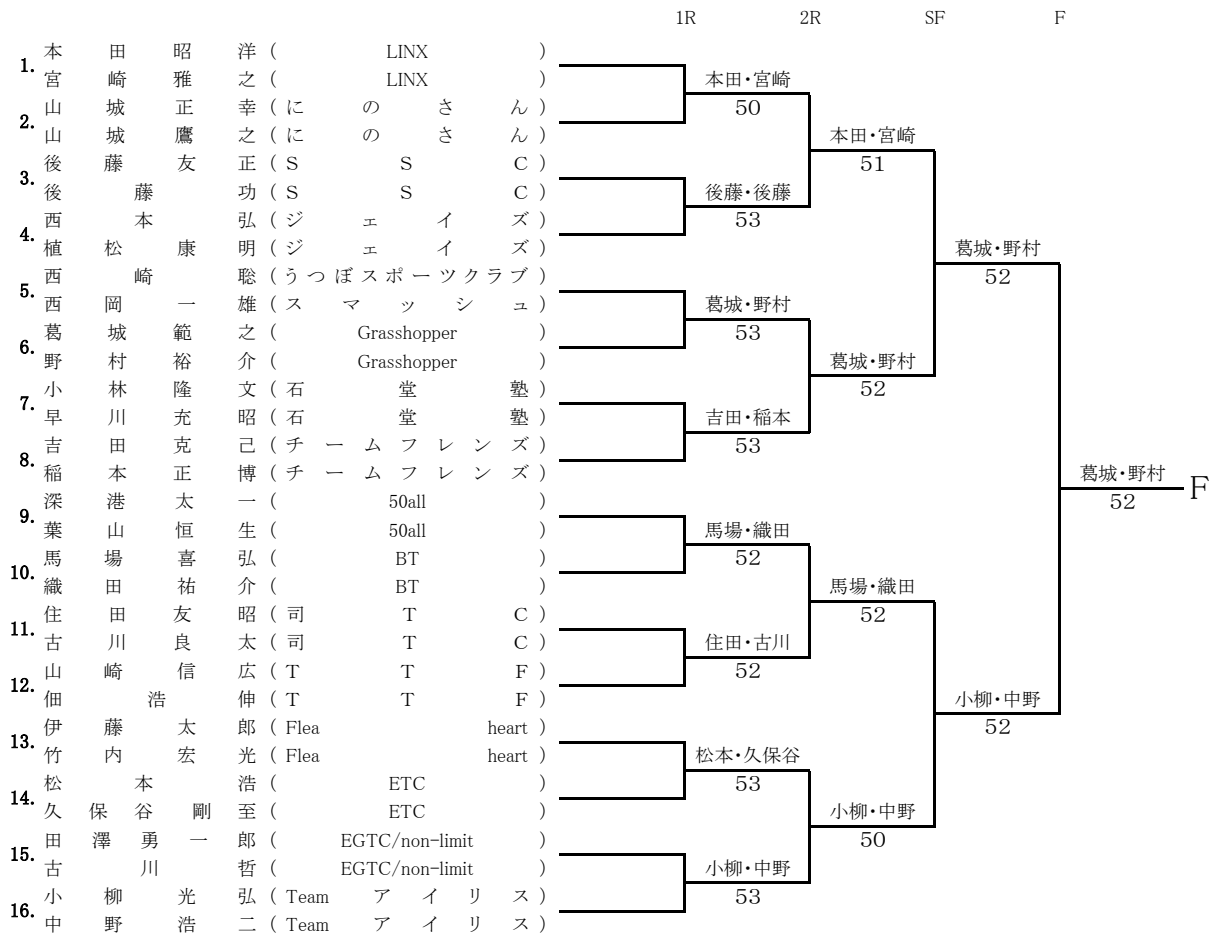 1R 2R SF F
1.
本田昭洋(LINX)
宮崎雅之(LINX)
2.
山城正幸(にのさん)
山城鷹之(にのさん)
3.
後藤友正(SSC)
後藤功(SSC)
4.
西本弘(ジェイズ)
植松康明(ジェイズ)
5.
西崎聡(うつぼスポーツクラブ)
西岡一雄(スマッシュ)
6.
葛城範之(Grasshopper)
野村裕介(Grasshopper)
7.
小林隆文(石堂塾)
早川充昭(石堂塾)
8.
吉田克己(チームフレンズ)
稲本正博(チームフレンズ)
9.
深港太一(50all)
葉山恒生(50all)
10.
馬場喜弘(BT)
織田祐介(BT)
11.
住田友昭(司TC)
古川良太(司TC)
12.
山崎信広(TTF)
佃浩伸(TTF)
13.
伊藤太郎(Flea heart)
竹内宏光(Flea heart)
14.
松本浩(ETC)
久保谷剛至(ETC)
15.
田澤勇一郎(EGTC/non-limit)
古川哲(EGTC/non-limit)
16.
小柳光弘(Team アイリス)
中野浩二(Team アイリス)
本田・宮崎
50
後藤・後藤
53
葛城・野村
53
吉田・稲本
53
馬場・織田
52
住田・古川
52
松本・久保谷
53
小柳・中野
53
本田・宮崎
51
葛城・野村
52
馬場・織田
52
小柳・中野
50
葛城・野村
52
小柳・中野
52
葛城・野村
52
F